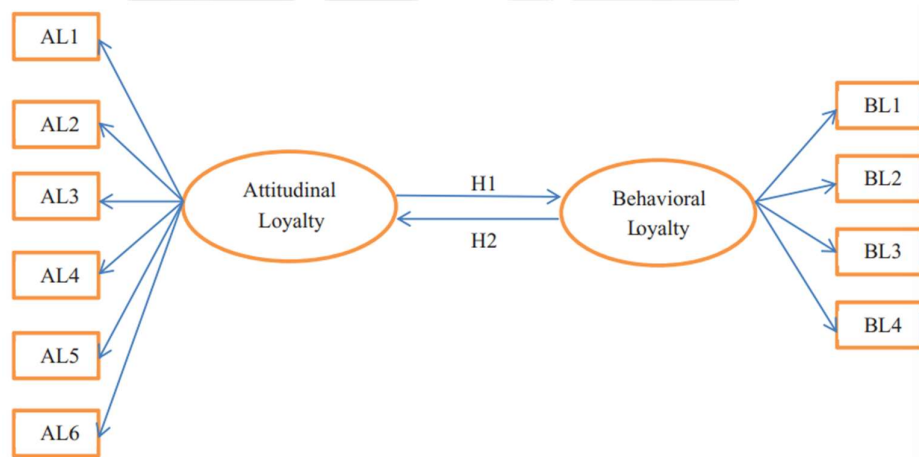 AL1
AL2
AL3
AL4
AL5
AL6
Attitudinal
Loyalty
H1
H2
Behavioral
Loyalty
BL1
BL2
BL3
BL4